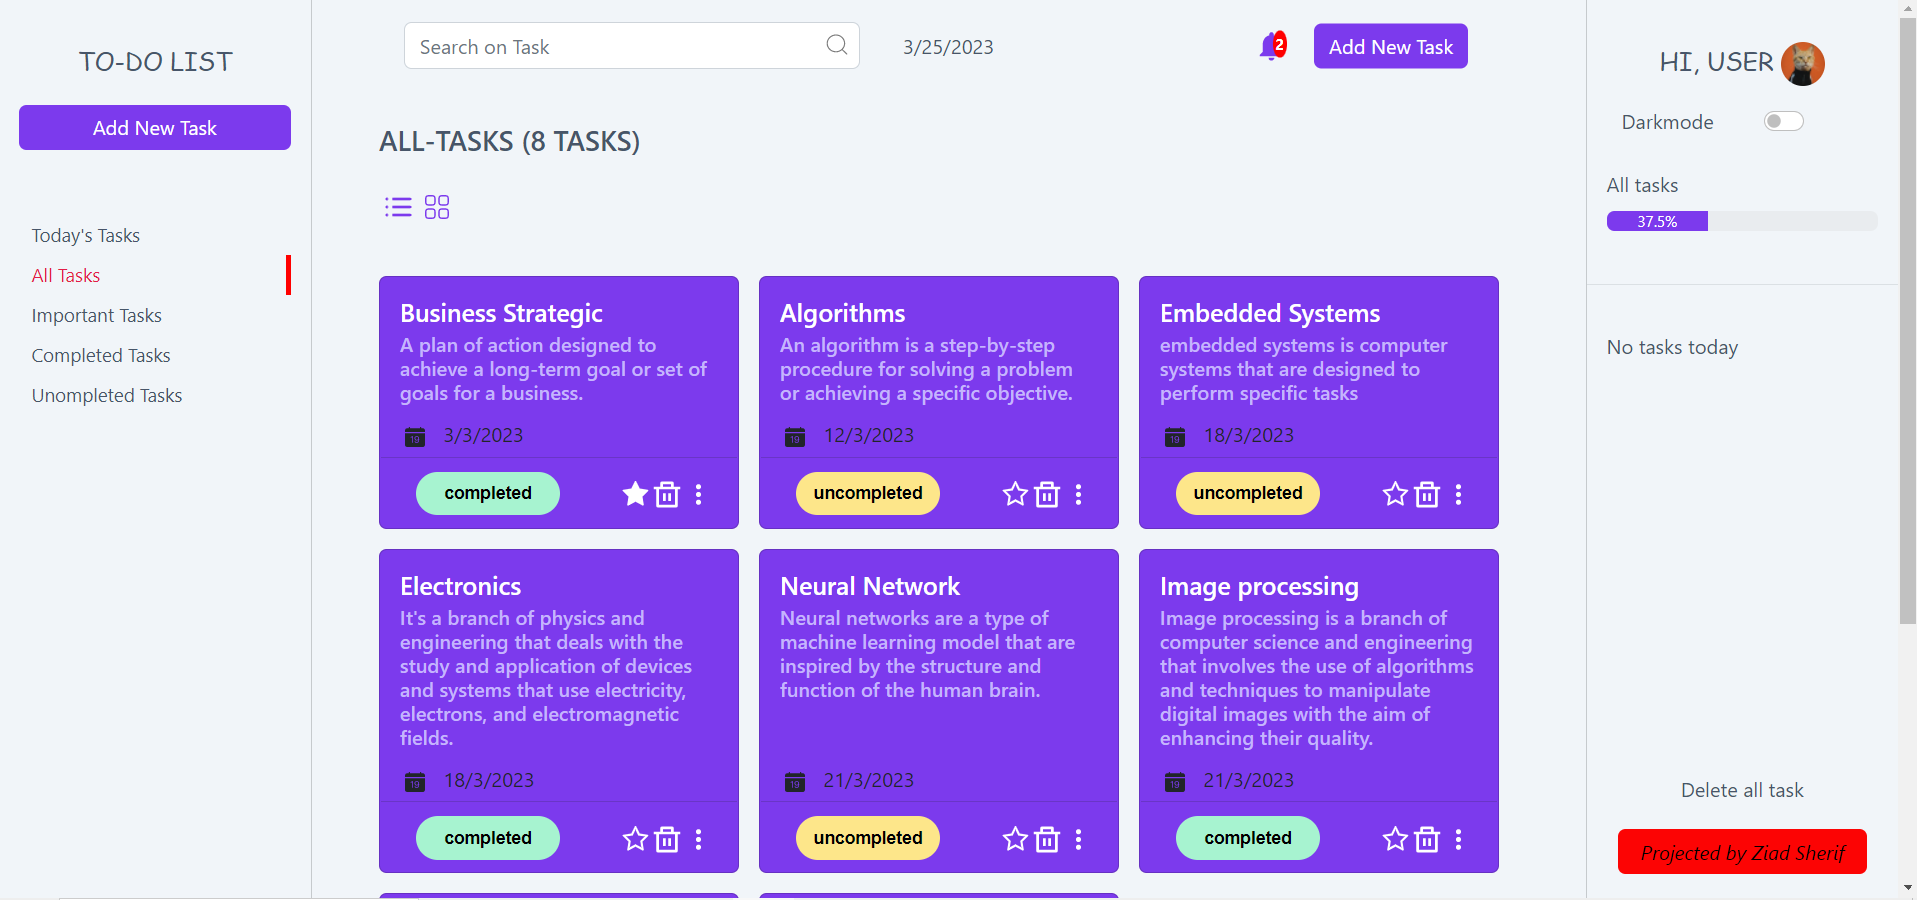 TO-DO LIST
Add New Task
Today's Tasks
All Tasks
Important Tasks
Completed Tasks
Unompleted Tasks
Search on Task
3/25/2023
2
Add New Task
ALL-TASKS (8 TASKS)
Business Strategic
A plan of action designed to
achieve a long-term goal or set of
goals for a business.
19
3/3/2023
completed
Algorithms
An algorithm is a step-by-step
procedure for solving a problem
or achieving a specific objective.
19
12/3/2023
uncompleted
Embedded Systems
embedded systems is computer
systems that are designed to
perform specific tasks
19
18/3/2023
uncompleted
Electronics
It's a branch of physics and
engineering that deals with the
study and application of devices
and systems that use electricity,
electrons, and electromagnetic
fields.
19
18/3/2023
completed
Neural Network
Neural networks are a type of
machine learning model that are
inspired by the structure and
function of the human brain.
19
21/3/2023
uncompleted
Image processing
Image processing is a branch of
computer science and engineering
that involves the use of algorithms
and techniques to manipulate
digital images with the aim of
enhancing their quality.
19
21/3/2023
completed
HI, USER
Darkmode
All tasks
37.5%
No tasks today
Delete all task
Projected by Ziad Sherif